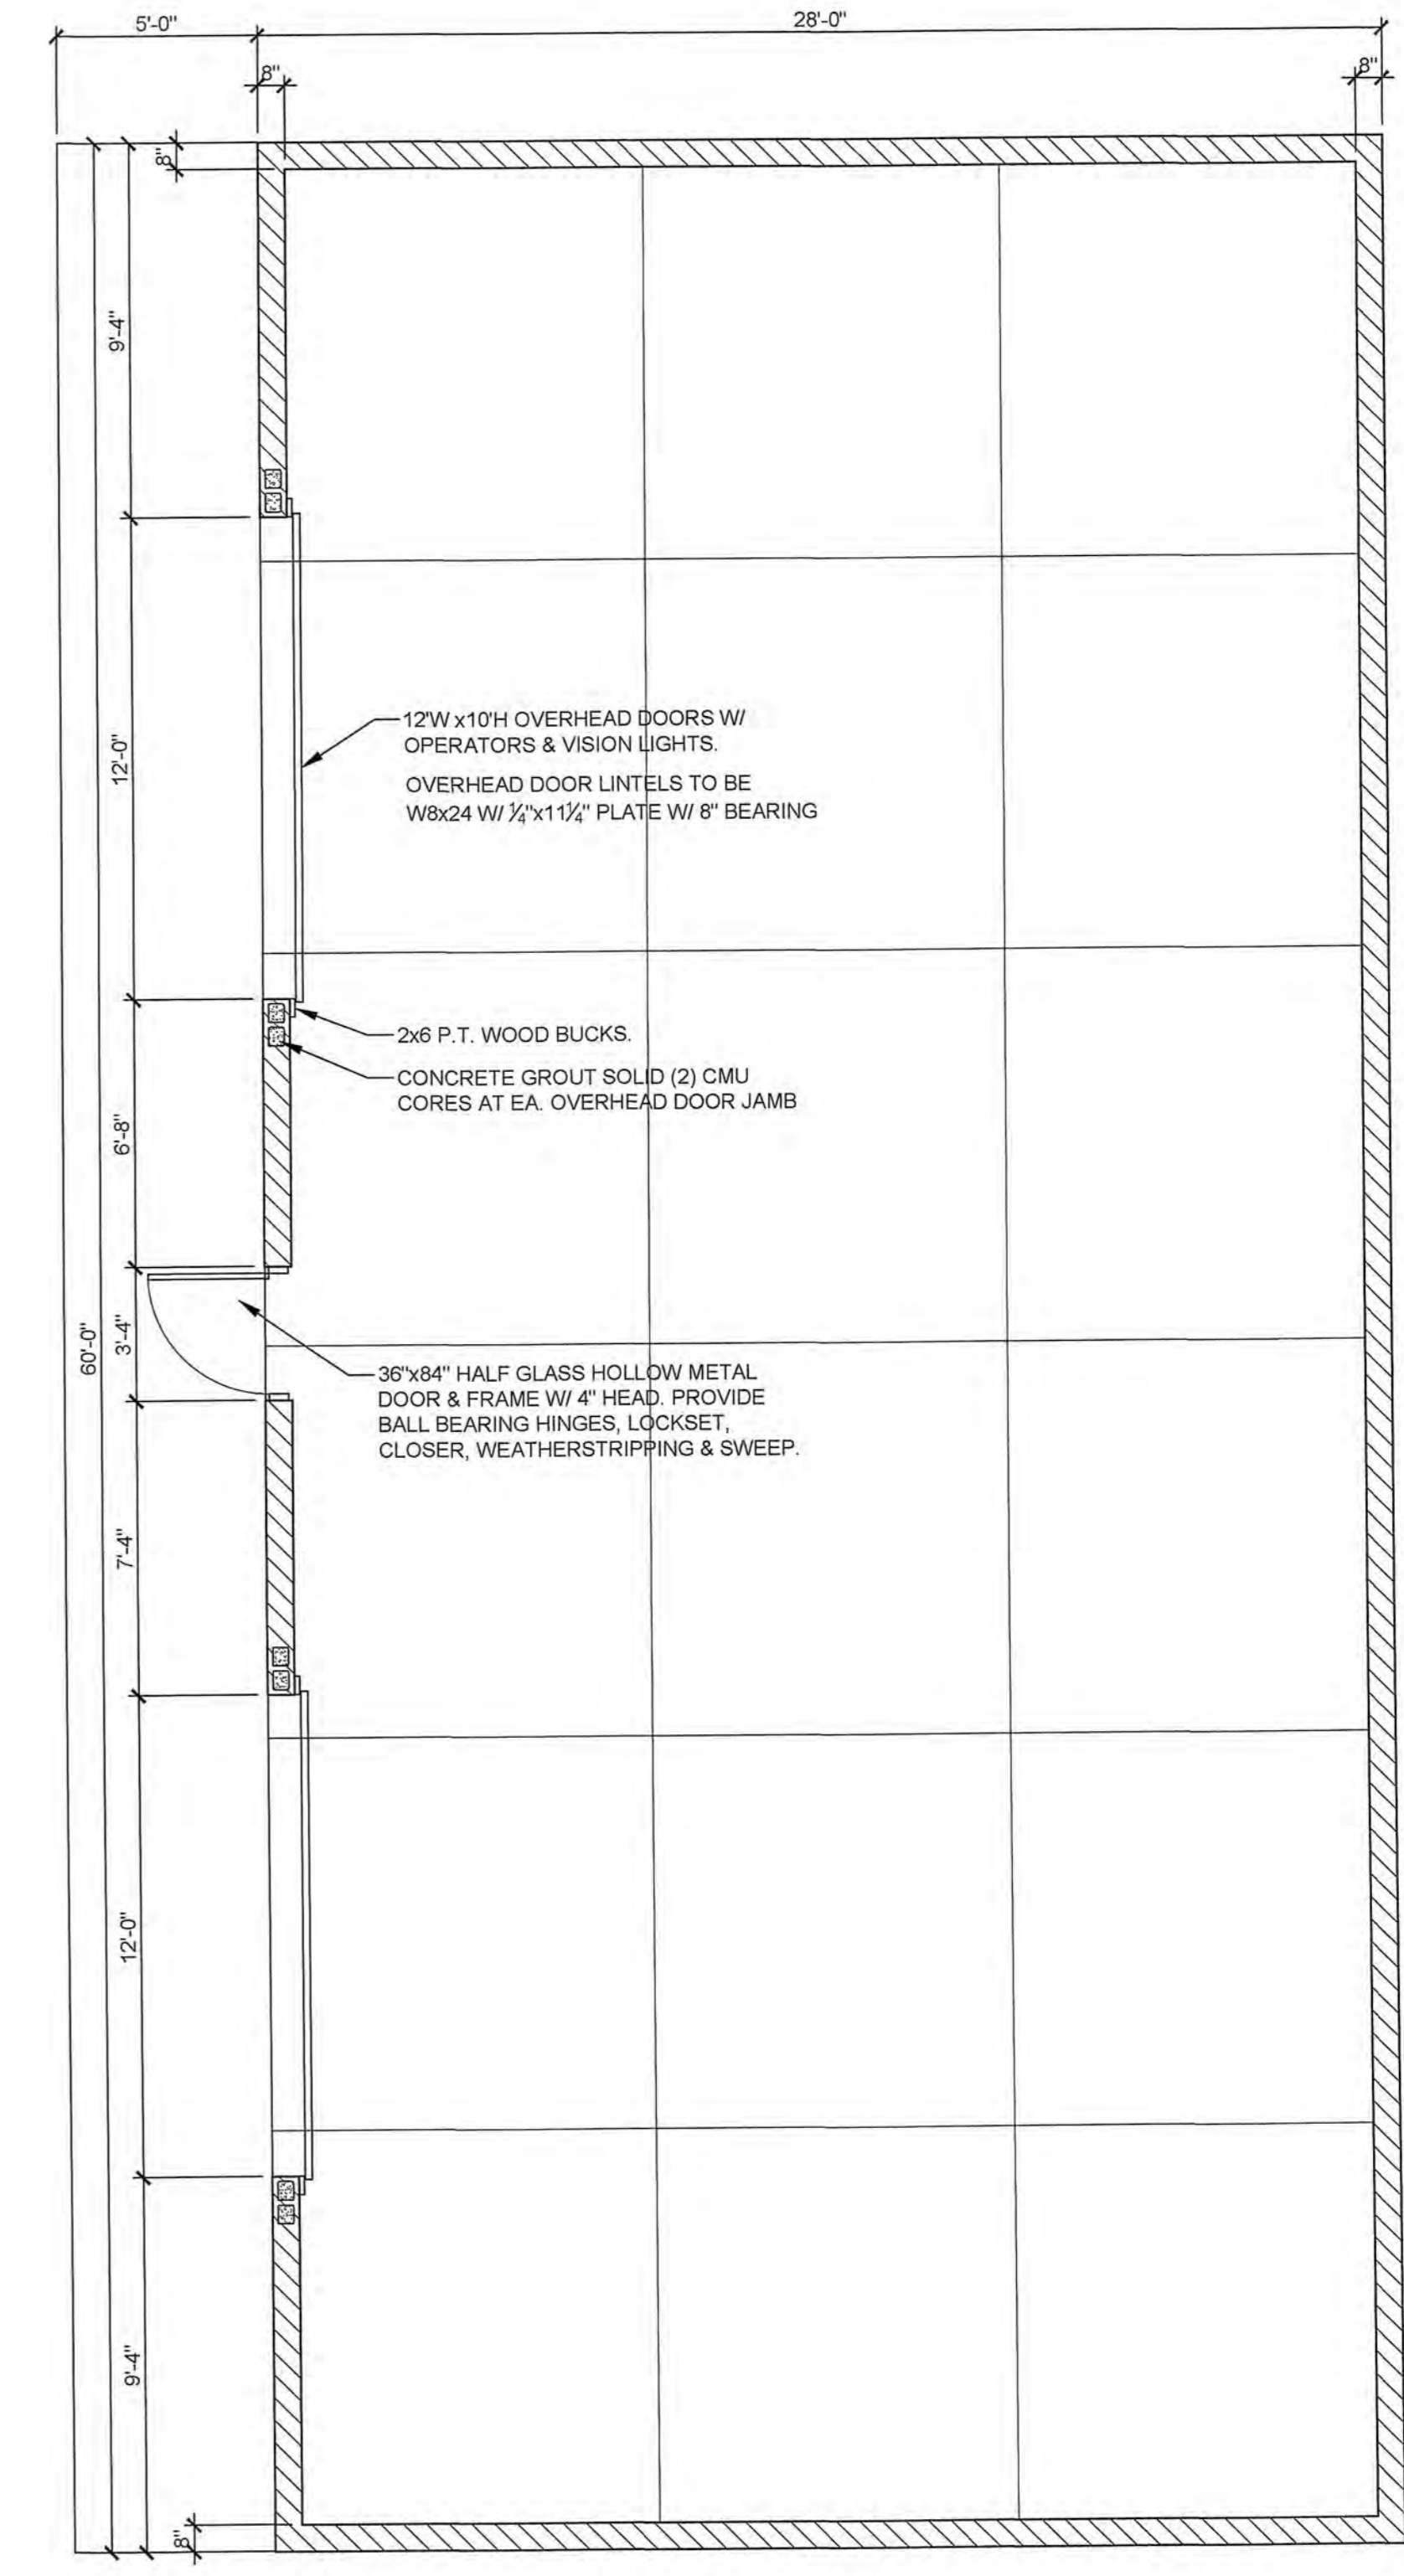 5'-0"
28'-0"
8"
8"
8"
9'-4"
12'-0"
12'W x10'H OVERHEAD DOORS W/
OPERATORS & VISION LIGHTS.
OVERHEAD DOOR LINTELS TO BE
W8x24 W/ ¼"x11¼" PLATE W/ 8" BEARING
2x6 P.T. WOOD BUCKS.
CONCRETE GROUT SOLID (2) CMU
CORES AT EA. OVERHEAD DOOR JAMB
6'-8"
60'-0"
3'-4"
36"x84" HALF GLASS HOLLOW METAL
DOOR & FRAME W/ 4" HEAD. PROVIDE
BALL BEARING HINGES, LOCKSET,
CLOSER, WEATHERSTRIPPING & SWEEP.
7'-4"
12'-0"
9'-4"
8"